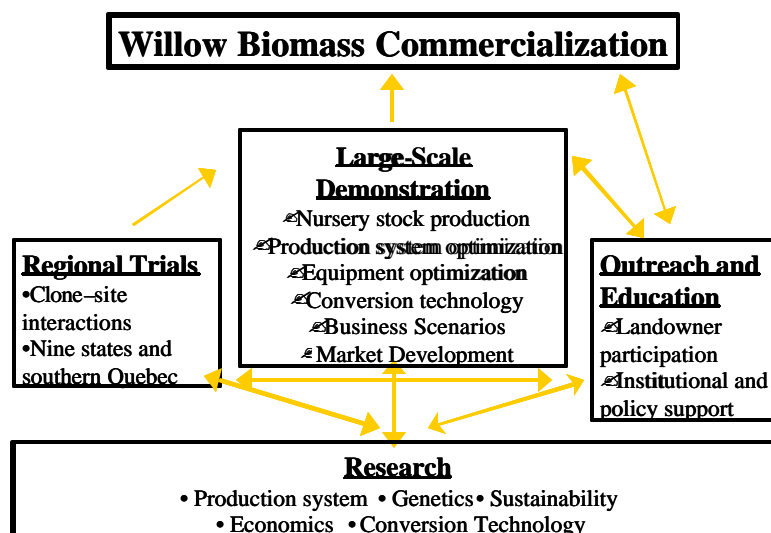 Willow Biomass Commercialization
Large-Scale
Demonstration
✍Nursery stock production
✍Production system optimization
✍Equipment optimization
✍Conversion technology
✍Business Scenarios
✍Market Development
Regional Trials
•Clone–site
interactions
•Nine states and
southern Quebec
Outreach and
Education
✍Landowner
participation
✍Institutional and
policy support
Research
• Production system • Genetics • Sustainability
• Economics • Conversion Technology